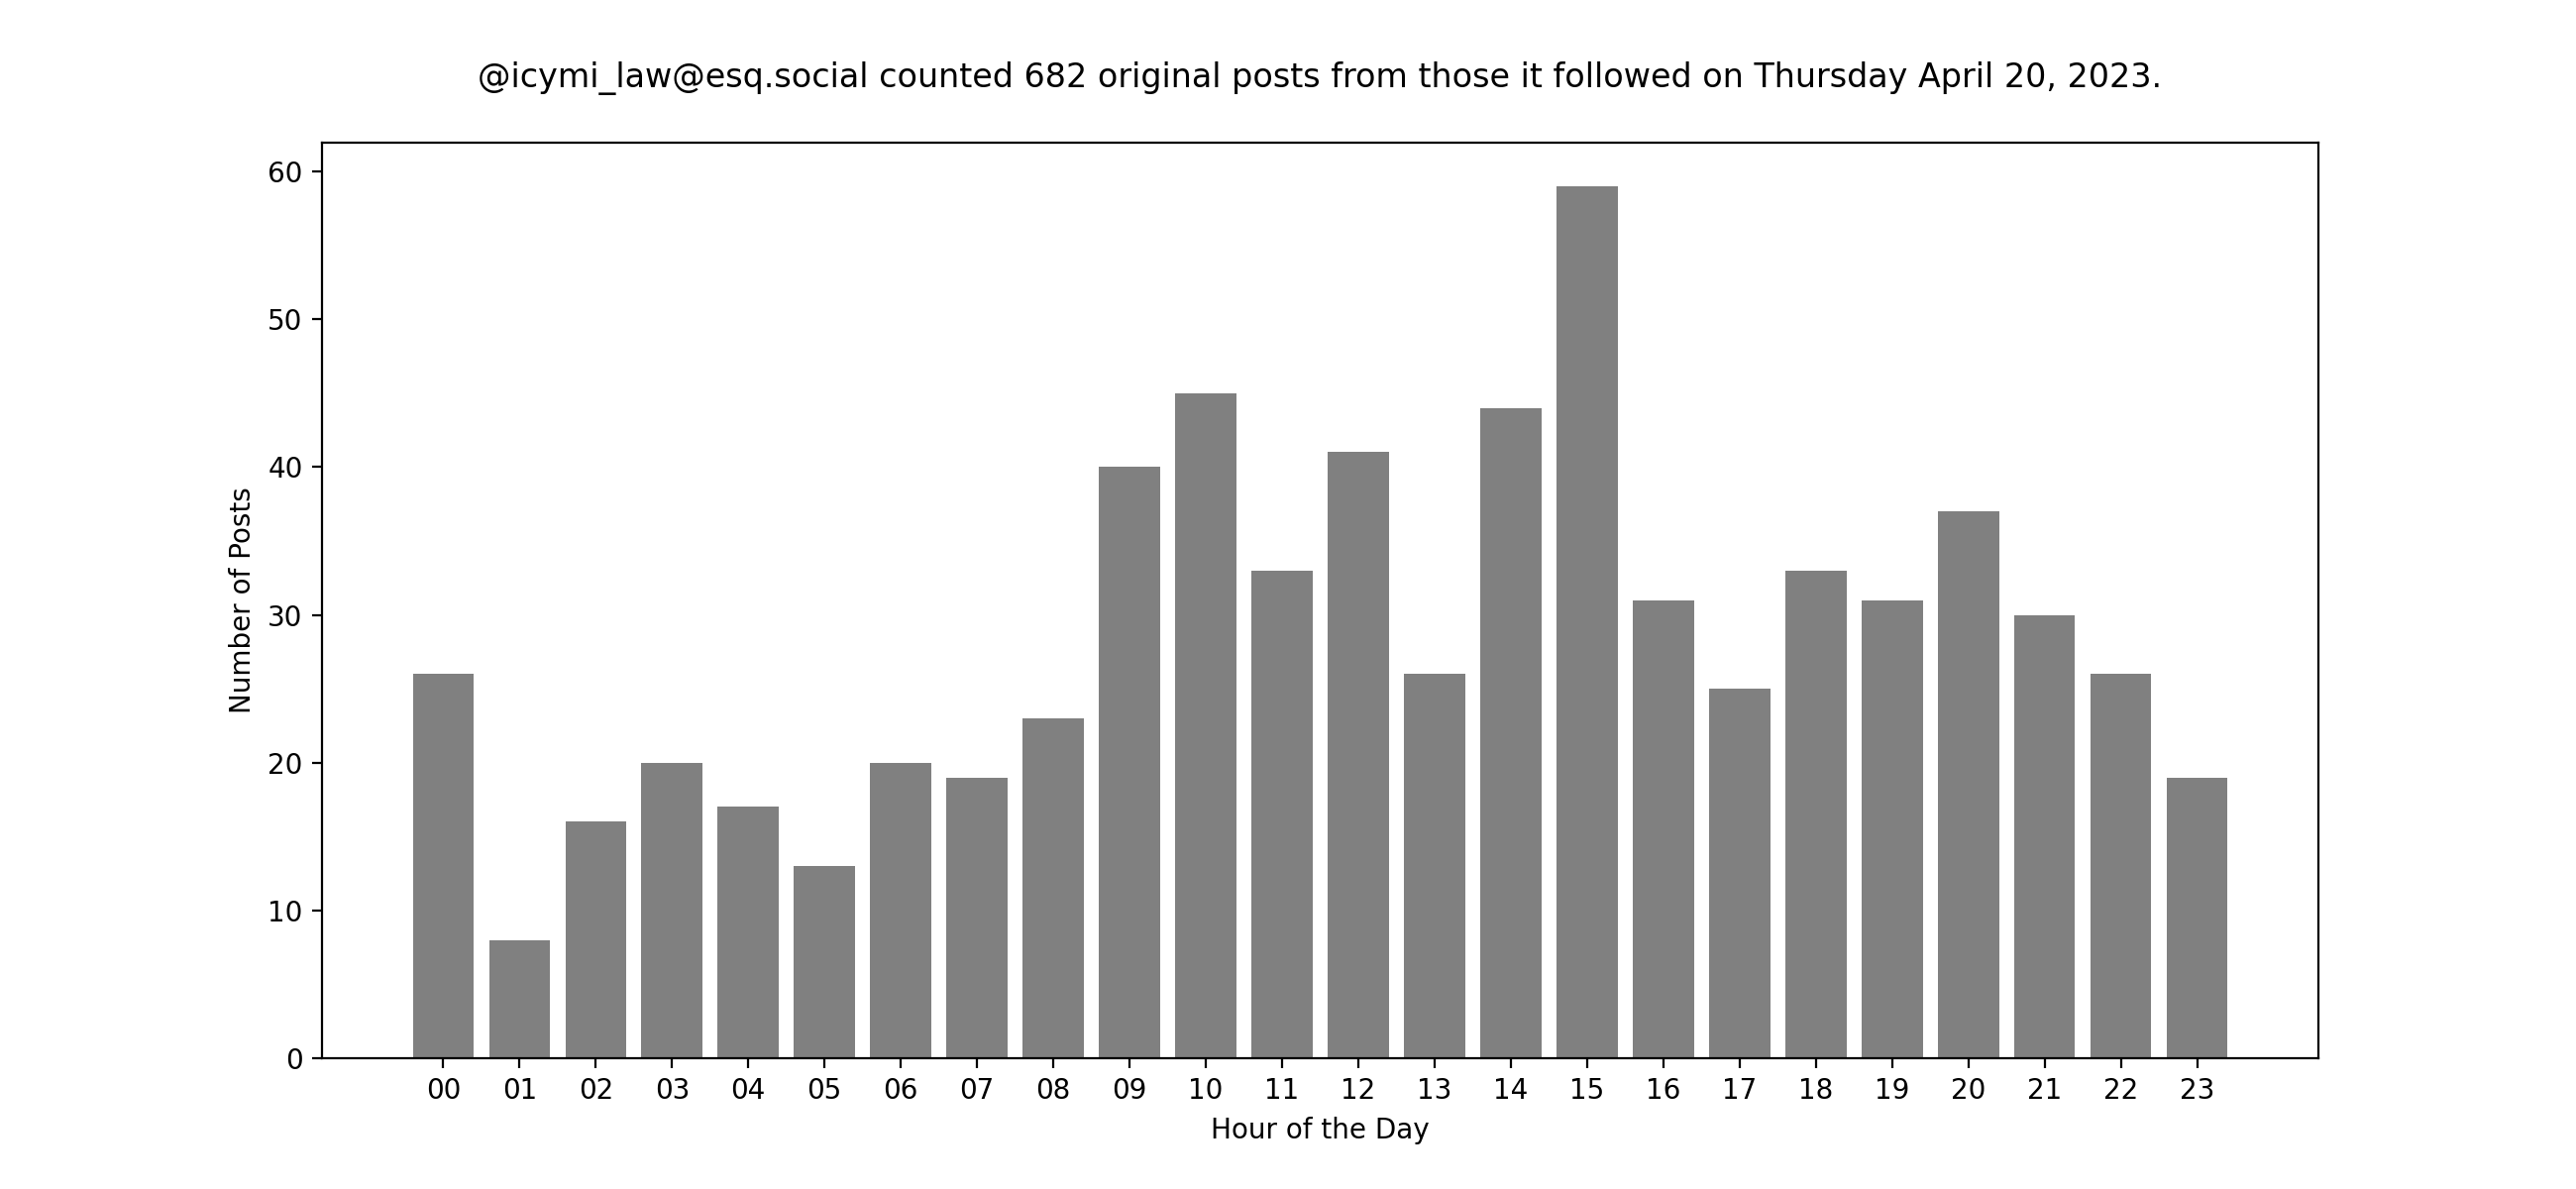 @icymi_law@esq.social counted 682 original posts from those it followed on Thursday April 20, 2023.
60
50
40
30
20
10
0
Number of Posts
00 01 02 03 04 05 06 07 08 09 10 11 12 13 14 15 16 17 18 19 20 21 22 23
Hour of the Day